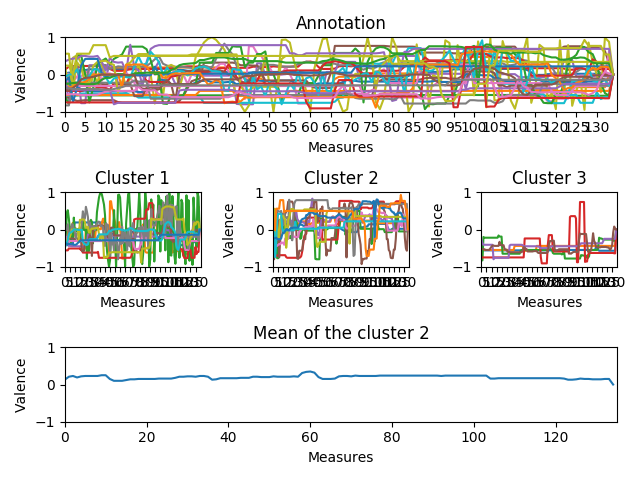 Annotation
1
0
−1
Valence
0 5 10 15 20 25 30 35 40 45 50 55 60 65 70 75 80 85 90 95 100 105 110 115 120 125 130
Measures
Cluster 1 Cluster 2 Cluster 3
1 1 1
0 0 0
−1 −1 −1
Valence Valence Valence
Measures Measures Measures
Mean of the cluster 2
1
0
−1
Valence
0 20 40 60 80 100 120
Measures